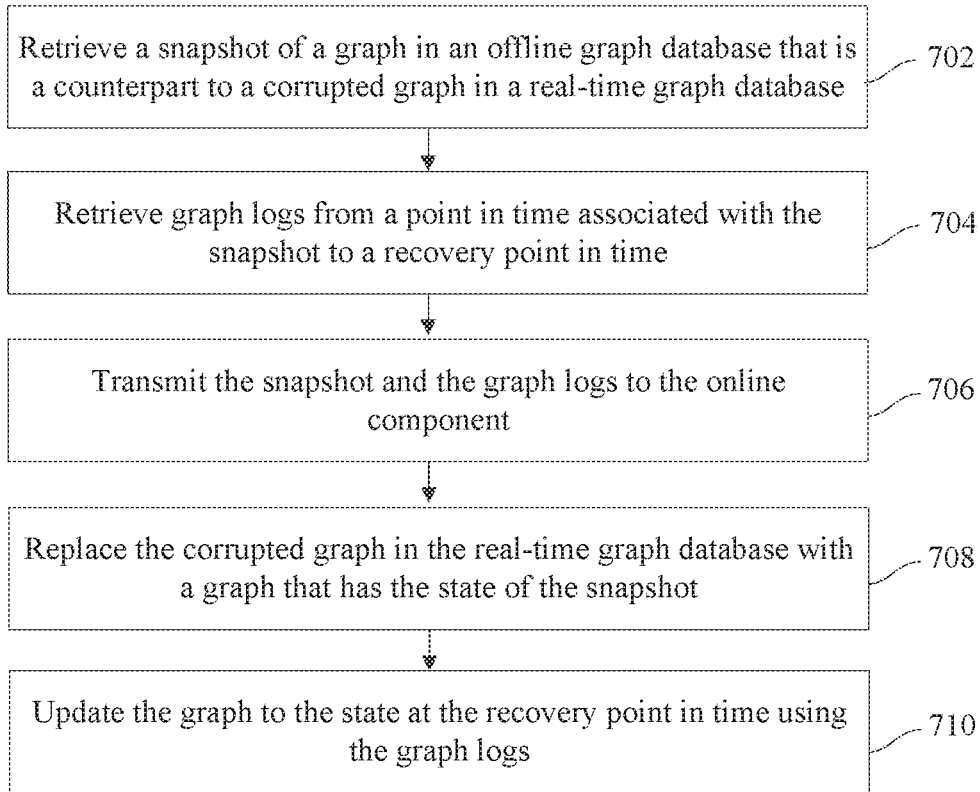 Retrieve a snapshot of a graph in an offline graph database that is
a counterpart to a corrupted graph in a real-time graph database
702
Retrieve graph logs from a point in time associated with the
snapshot to a recovery point in time
704
Transmit the snapshot and the graph logs to the online
component
706
Replace the corrupted graph in the real-time graph database with
a graph that has the state of the snapshot
708
Update the graph to the state at the recovery point in time using
the graph logs
710